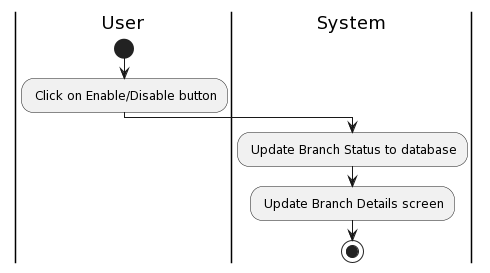 User
System
Click on Enable/Disable button
Update Branch Status to database
Update Branch Details screen